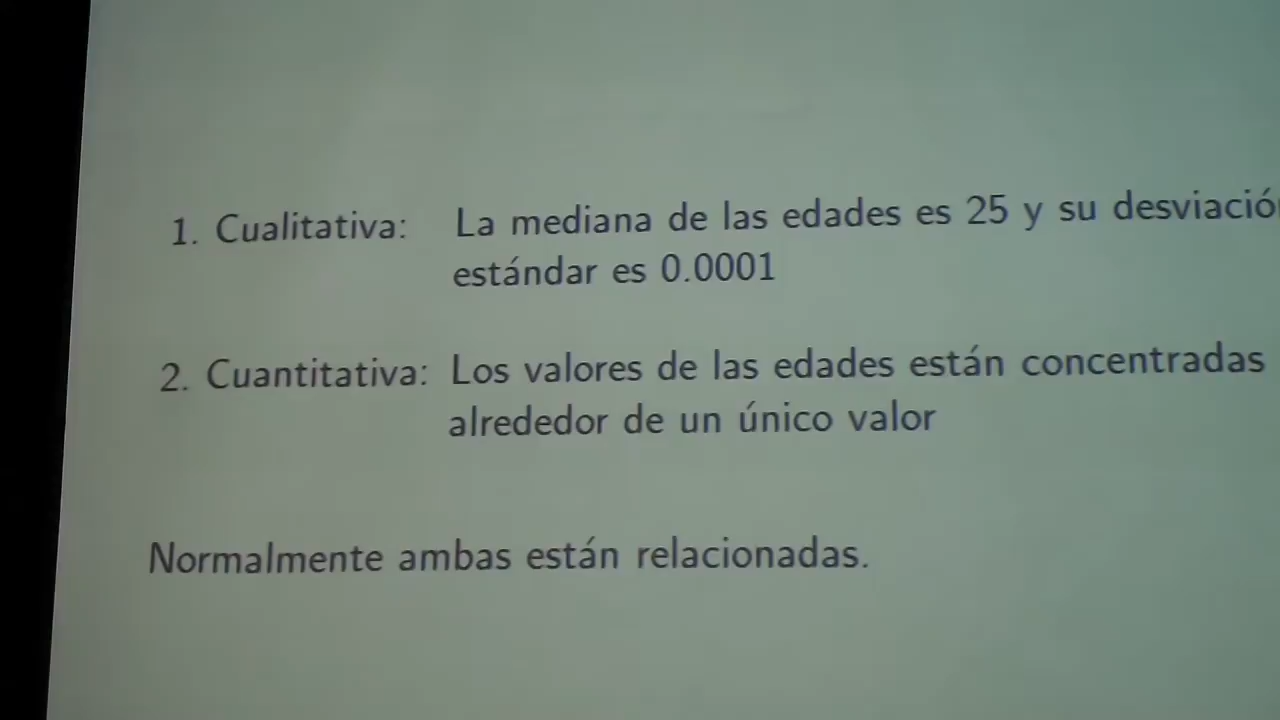 1. Cualitativa: La mediana de las edades es 25 y su desviación
estándar es 0.0001
2. Cuantitativa: Los valores de las edades están concentradas
alrededor de un único valor
Normalmente ambas están relacionadas.